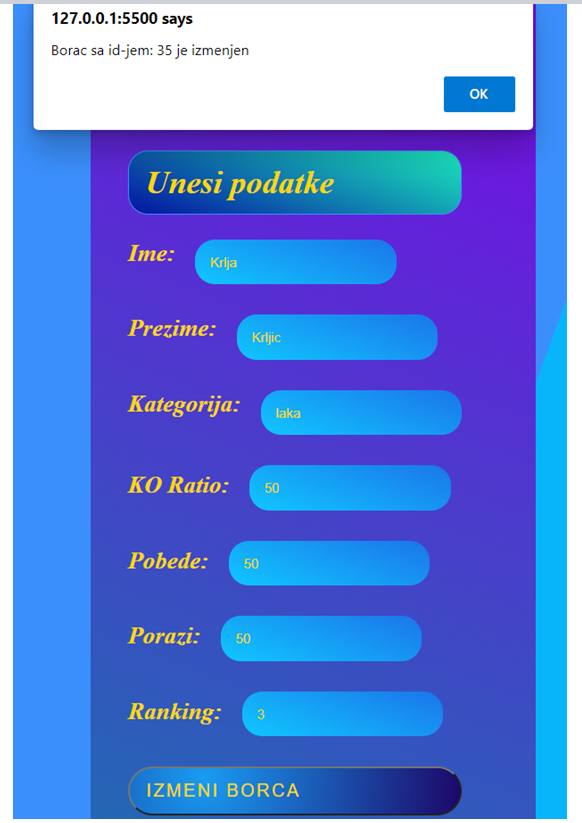 127.0.0.1:5500 says
Borac sa id-jem: 35 je izmenjen
OK
Unesi podatke
Ime: Krlja
Prezime: Krljic
Kategorija: laka
KO Ratio: 50
Pobede: 50
Porazi: 50
Ranking: 3
IZMENI BORCA